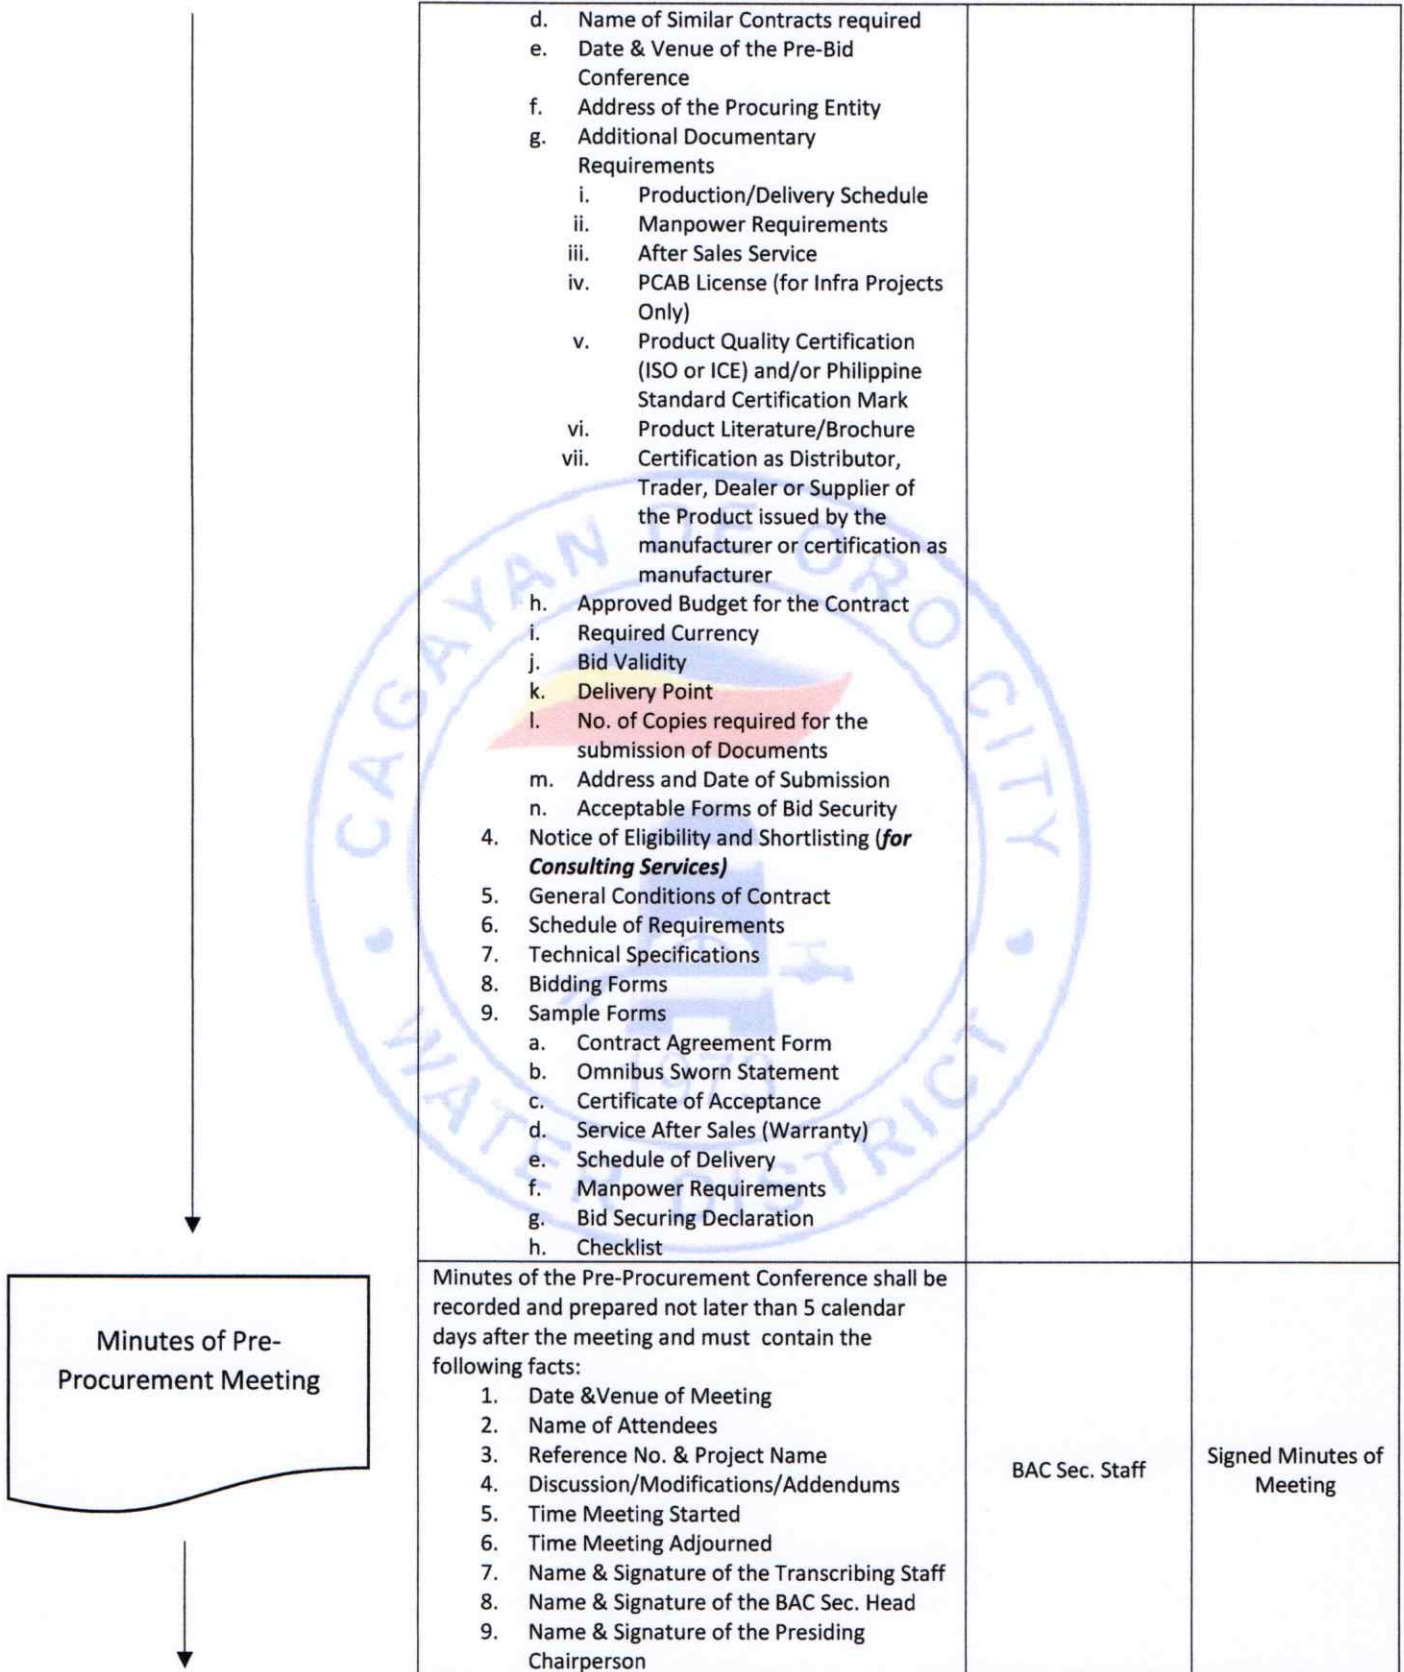 d. Name of Similar Contracts required
e. Date & Venue of the Pre-Bid
Conference
f. Address of the Procuring Entity
g. Additional Documentary
Requirements
i. Production/Delivery Schedule
ii. Manpower Requirements
iii. After Sales Service
iv. PCAB License (for Infra Projects
Only)
v. Product Quality Certification
(ISO or ICE) and/or Philippine
Standard Certification Mark
vi. Product Literature/Brochure
vii. Certification as Distributor,
Trader, Dealer or Supplier of
the Product issued by the
manufacturer or certification as
manufacturer
h. Approved Budget for the Contract
i. Required Currency
j. Bid Validity
k. Delivery Point
l. No. of Copies required for the
submission of Documents
m. Address and Date of Submission
n. Acceptable Forms of Bid Security
4. Notice of Eligibility and Shortlisting (for
Consulting Services)
5. General Conditions of Contract
6. Schedule of Requirements
7. Technical Specifications
8. Bidding Forms
9. Sample Forms
a. Contract Agreement Form
b. Omnibus Sworn Statement
c. Certificate of Acceptance
d. Service After Sales (Warranty)
e. Schedule of Delivery
f. Manpower Requirements
g. Bid Securing Declaration
h. Checklist
CAGAYAN DE ORO CITY
WATER DISTRICT
1973
Minutes of Pre-
Procurement Meeting
Minutes of the Pre-Procurement Conference shall be
recorded and prepared not later than 5 calendar
days after the meeting and must contain the
following facts:
1. Date &Venue of Meeting
2. Name of Attendees
3. Reference No. & Project Name
4. Discussion/Modifications/Addendums
5. Time Meeting Started
6. Time Meeting Adjourned
7. Name & Signature of the Transcribing Staff
8. Name & Signature of the BAC Sec. Head
9. Name & Signature of the Presiding
Chairperson
BAC Sec. Staff
Signed Minutes of
Meeting